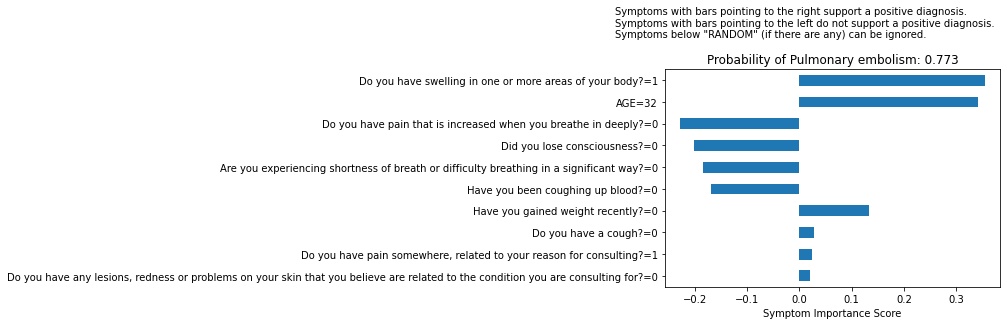 Symptoms with bars pointing to the right support a positive diagnosis.
Symptoms with bars pointing to the left do not support a positive diagnosis.
Symptoms below "RANDOM" (if there are any) can be ignored.
Probability of Pulmonary embolism: 0.773
Do you have swelling in one or more areas of your body?=1
AGE=32
Do you have pain that is increased when you breathe in deeply?=0
Did you lose consciousness?=0
Are you experiencing shortness of breath or difficulty breathing in a significant way?=0
Have you been coughing up blood?=0
Have you gained weight recently?=0
Do you have a cough?=0
Do you have pain somewhere, related to your reason for consulting?=1
Do you have any lesions, redness or problems on your skin that you believe are related to the condition you are consulting for?=0
−0.2 −0.1 0.0 0.1 0.2 0.3
Symptom Importance Score